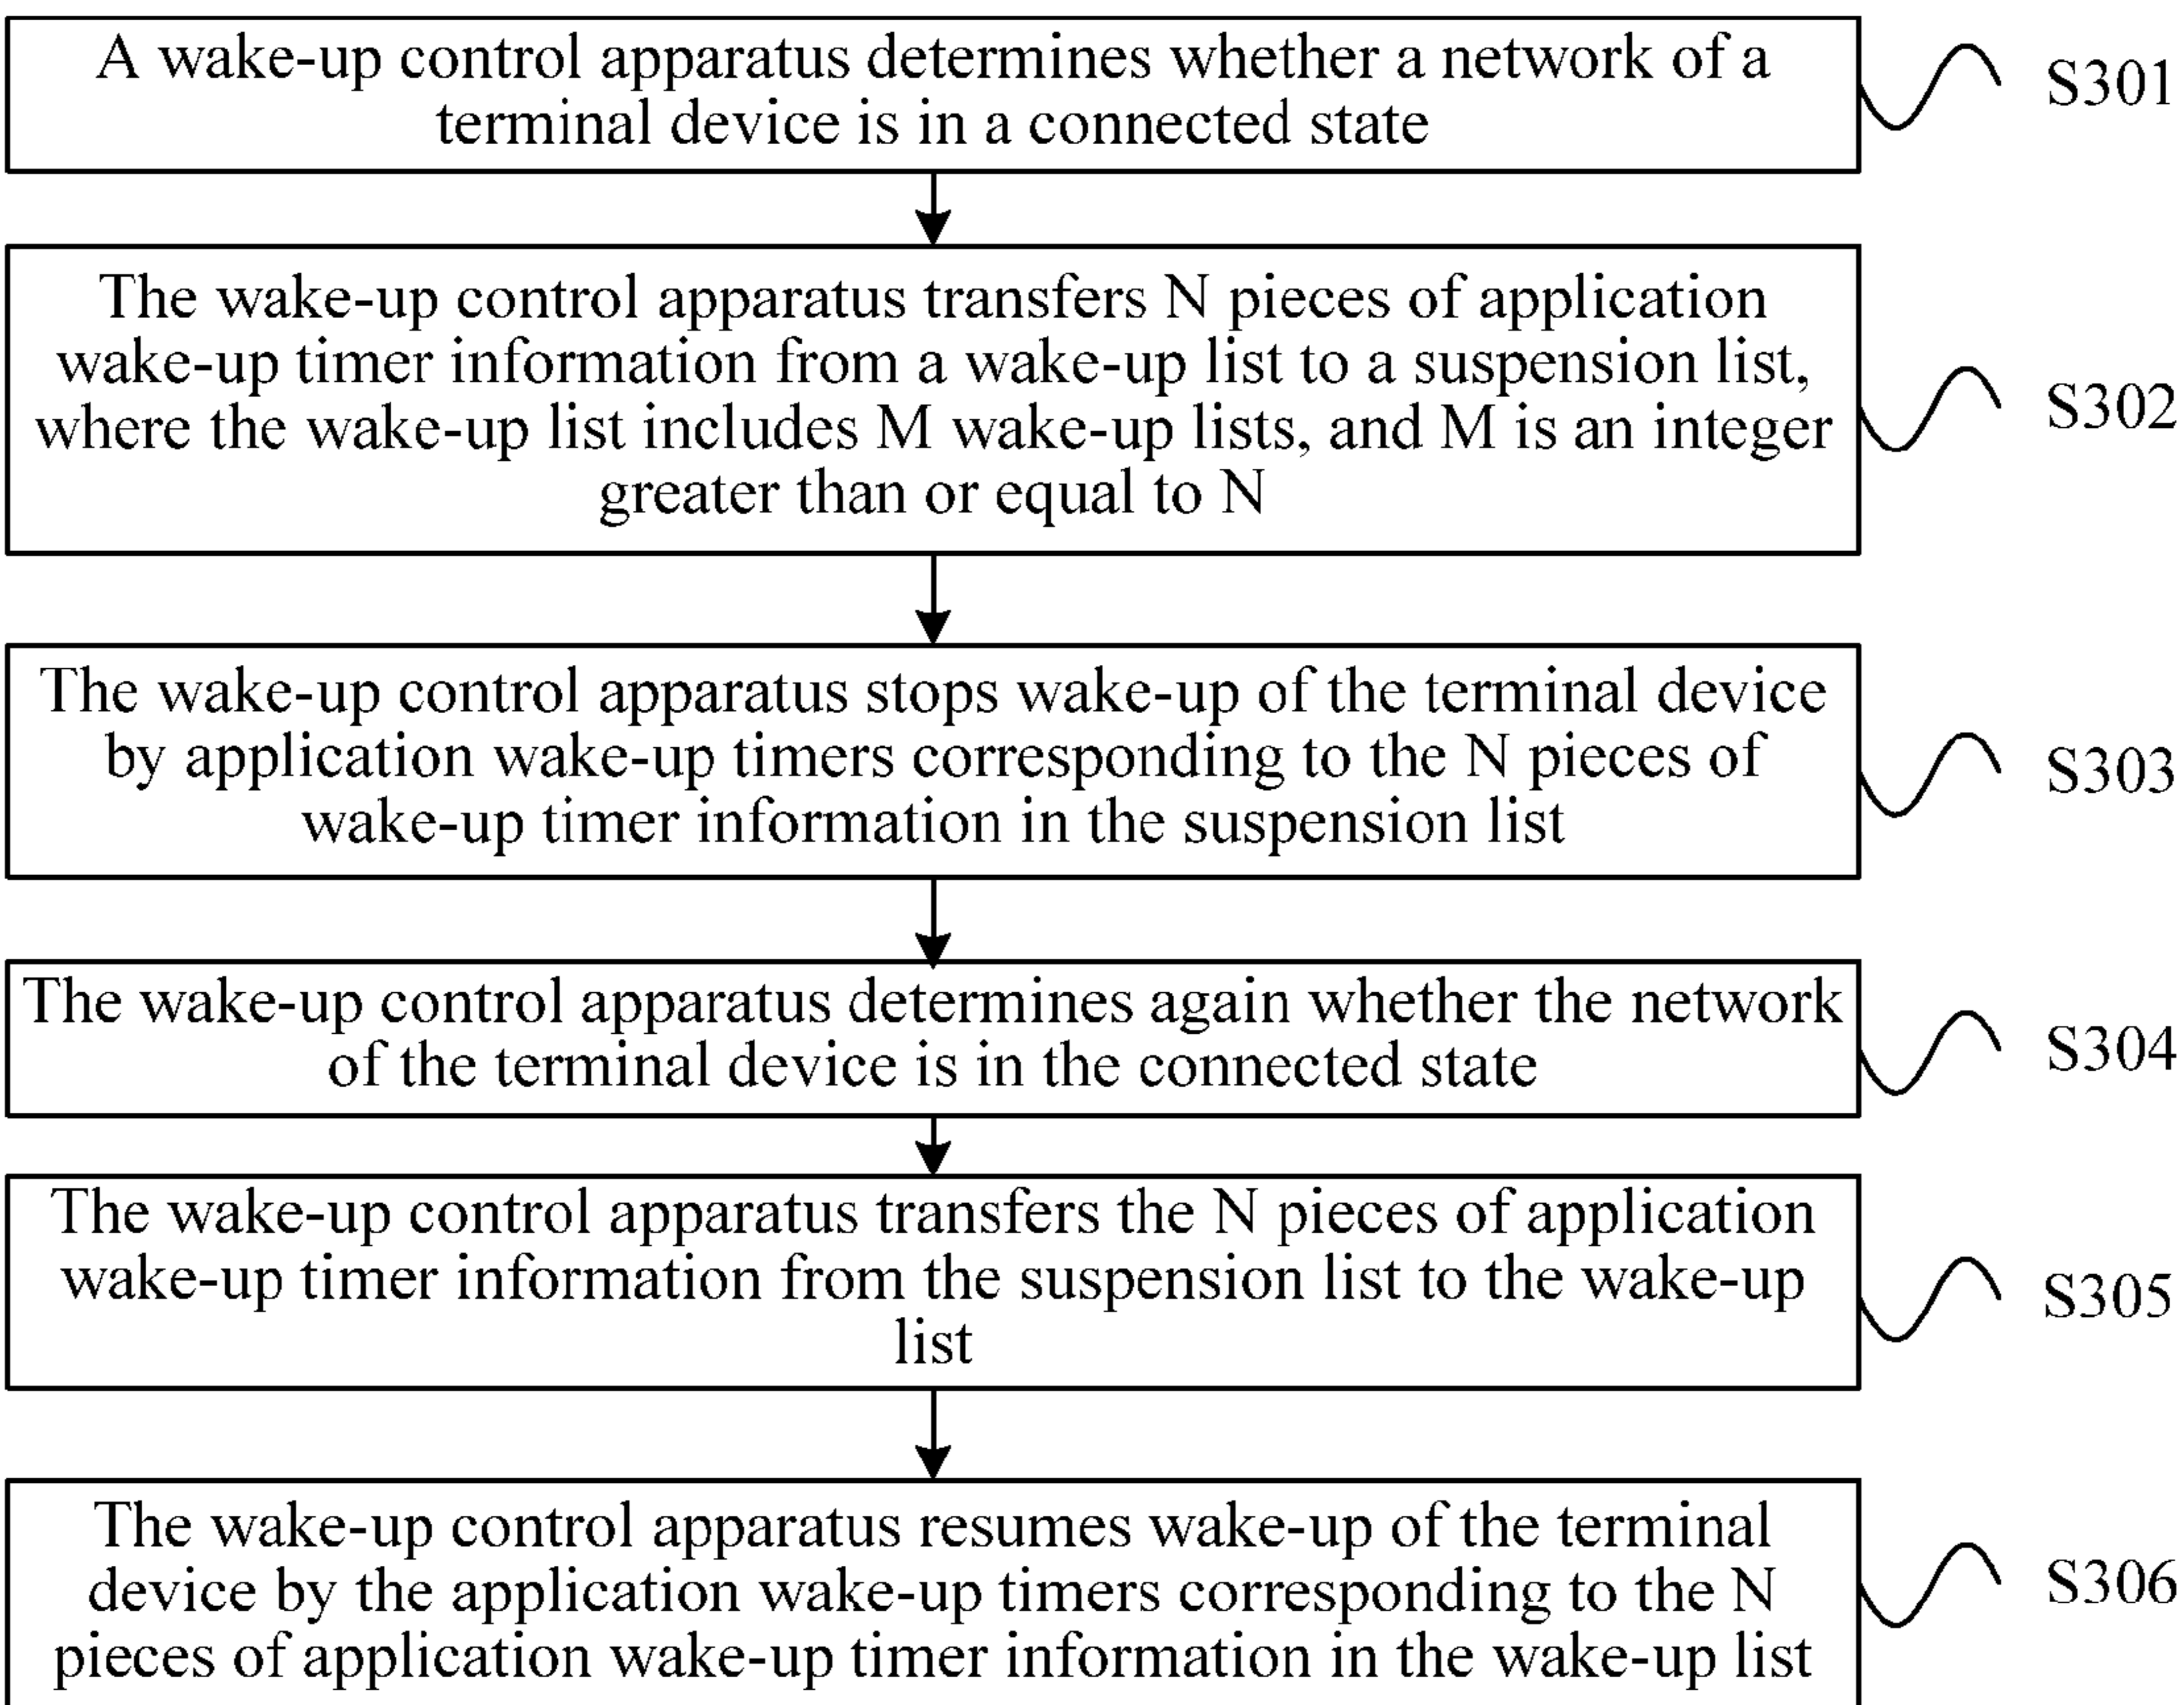 A wake-up control apparatus determines whether a network of a
terminal device is in a connected state
S301
The wake-up control apparatus transfers N pieces of application
wake-up timer information from a wake-up list to a suspension list,
where the wake-up list includes M wake-up lists, and M is an integer
greater than or equal to N
S302
The wake-up control apparatus stops wake-up of the terminal device
by application wake-up timers corresponding to the N pieces of
wake-up timer information in the suspension list
S303
The wake-up control apparatus determines again whether the network
of the terminal device is in the connected state
S304
The wake-up control apparatus transfers the N pieces of application
wake-up timer information from the suspension list to the wake-up
list
S305
The wake-up control apparatus resumes wake-up of the terminal
device by the application wake-up timers corresponding to the N
pieces of application wake-up timer information in the wake-up list
S306